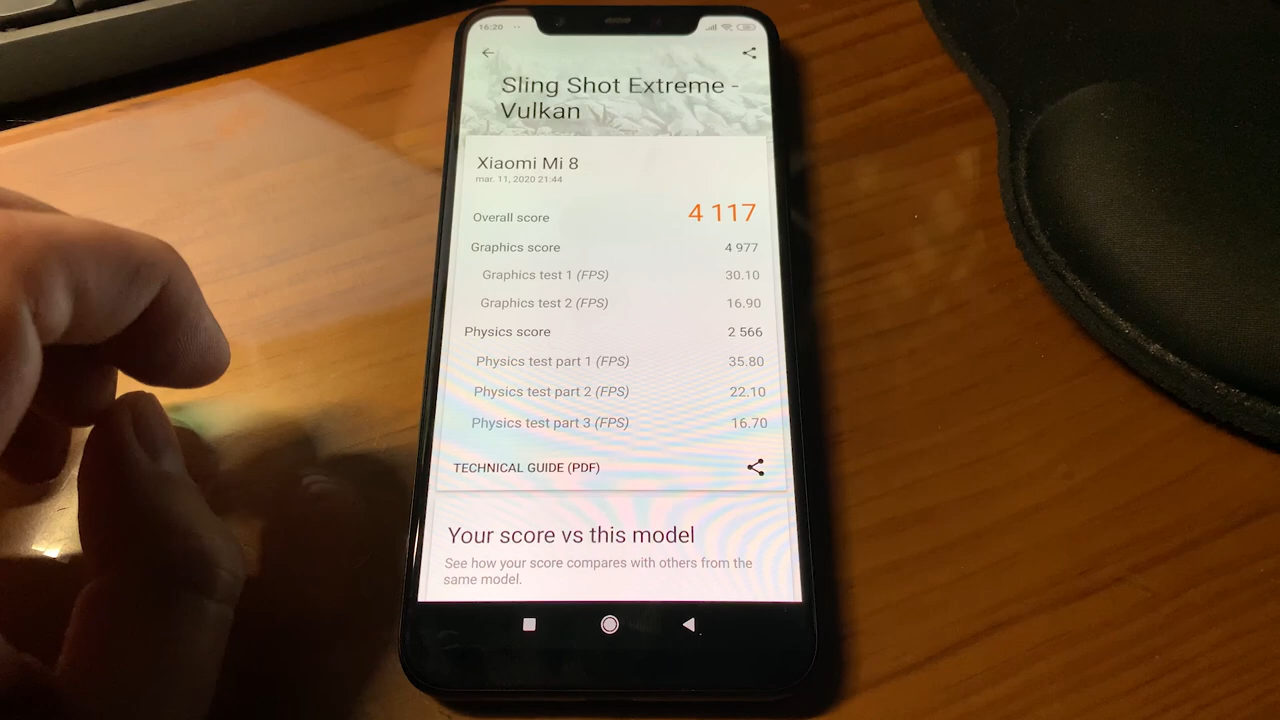 16:20
Sling Shot Extreme -
Vulkan
Xiaomi Mi 8
mar. 11, 2020 21:44
Overall score 4 117
Graphics score 4 977
Graphics test 1 (FPS) 30.10
Graphics test 2 (FPS) 16.90
Physics score 2 566
Physics test part 1 (FPS) 35.80
Physics test part 2 (FPS) 22.10
Physics test part 3 (FPS) 16.70
TECHNICAL GUIDE (PDF)
Your score vs this model
See how your score compares with others from the
same model.